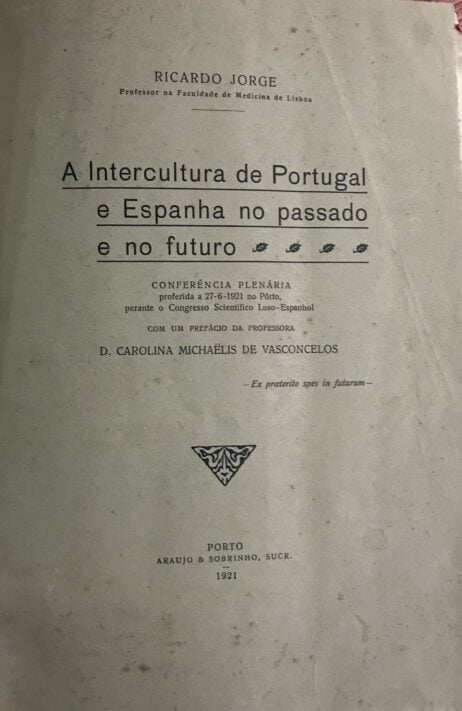 RICARDO JORGE
Professor na Faculdade de Medicina de Lisboa
A Intercultura de Portugal
e Espanha no passado
e no futuro
CONFERÊNCIA PLENÁRIA
proferida a 27-6-1921 no Pôrto,
perante o Congresso Scientífico Luso-Espanhol
COM UM PREFÁCIO DA PROFESSORA
D. CAROLINA MICHAËLIS DE VASCONCELOS
—Ex præterito spes in futurum—
PORTO
ARAUJO & SOBRINHO, SUCR.
1921